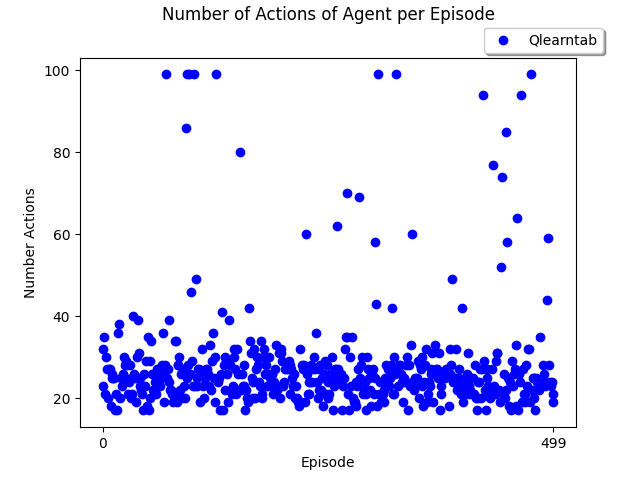 Number of Actions of Agent per Episode
Qlearntab
100
80
60
40
20
Number Actions
0
499
Episode